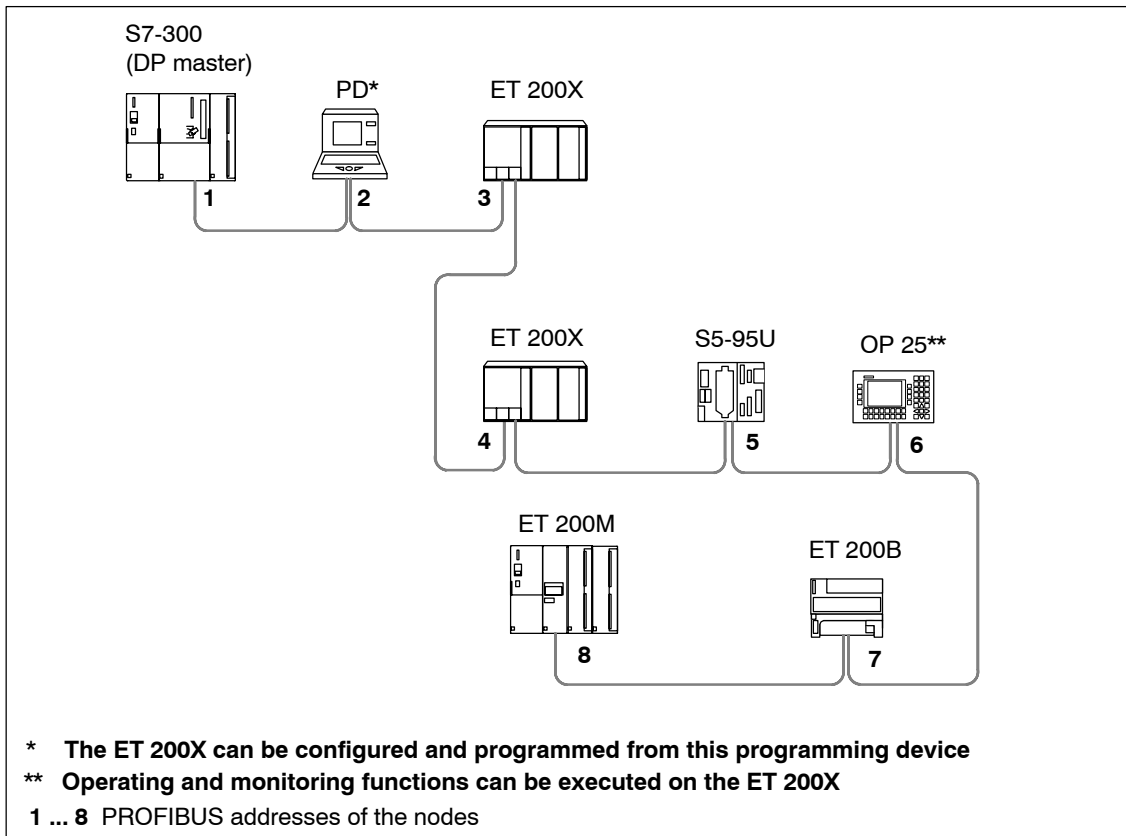 S7-300
(DP master)
PD*
ET 200X
1
2
3
ET 200X
S5-95U
OP 25**
4
5
6
ET 200M
ET 200B
8
7
* The ET 200X can be configured and programmed from this programming device
** Operating and monitoring functions can be executed on the ET 200X
1 ... 8 PROFIBUS addresses of the nodes